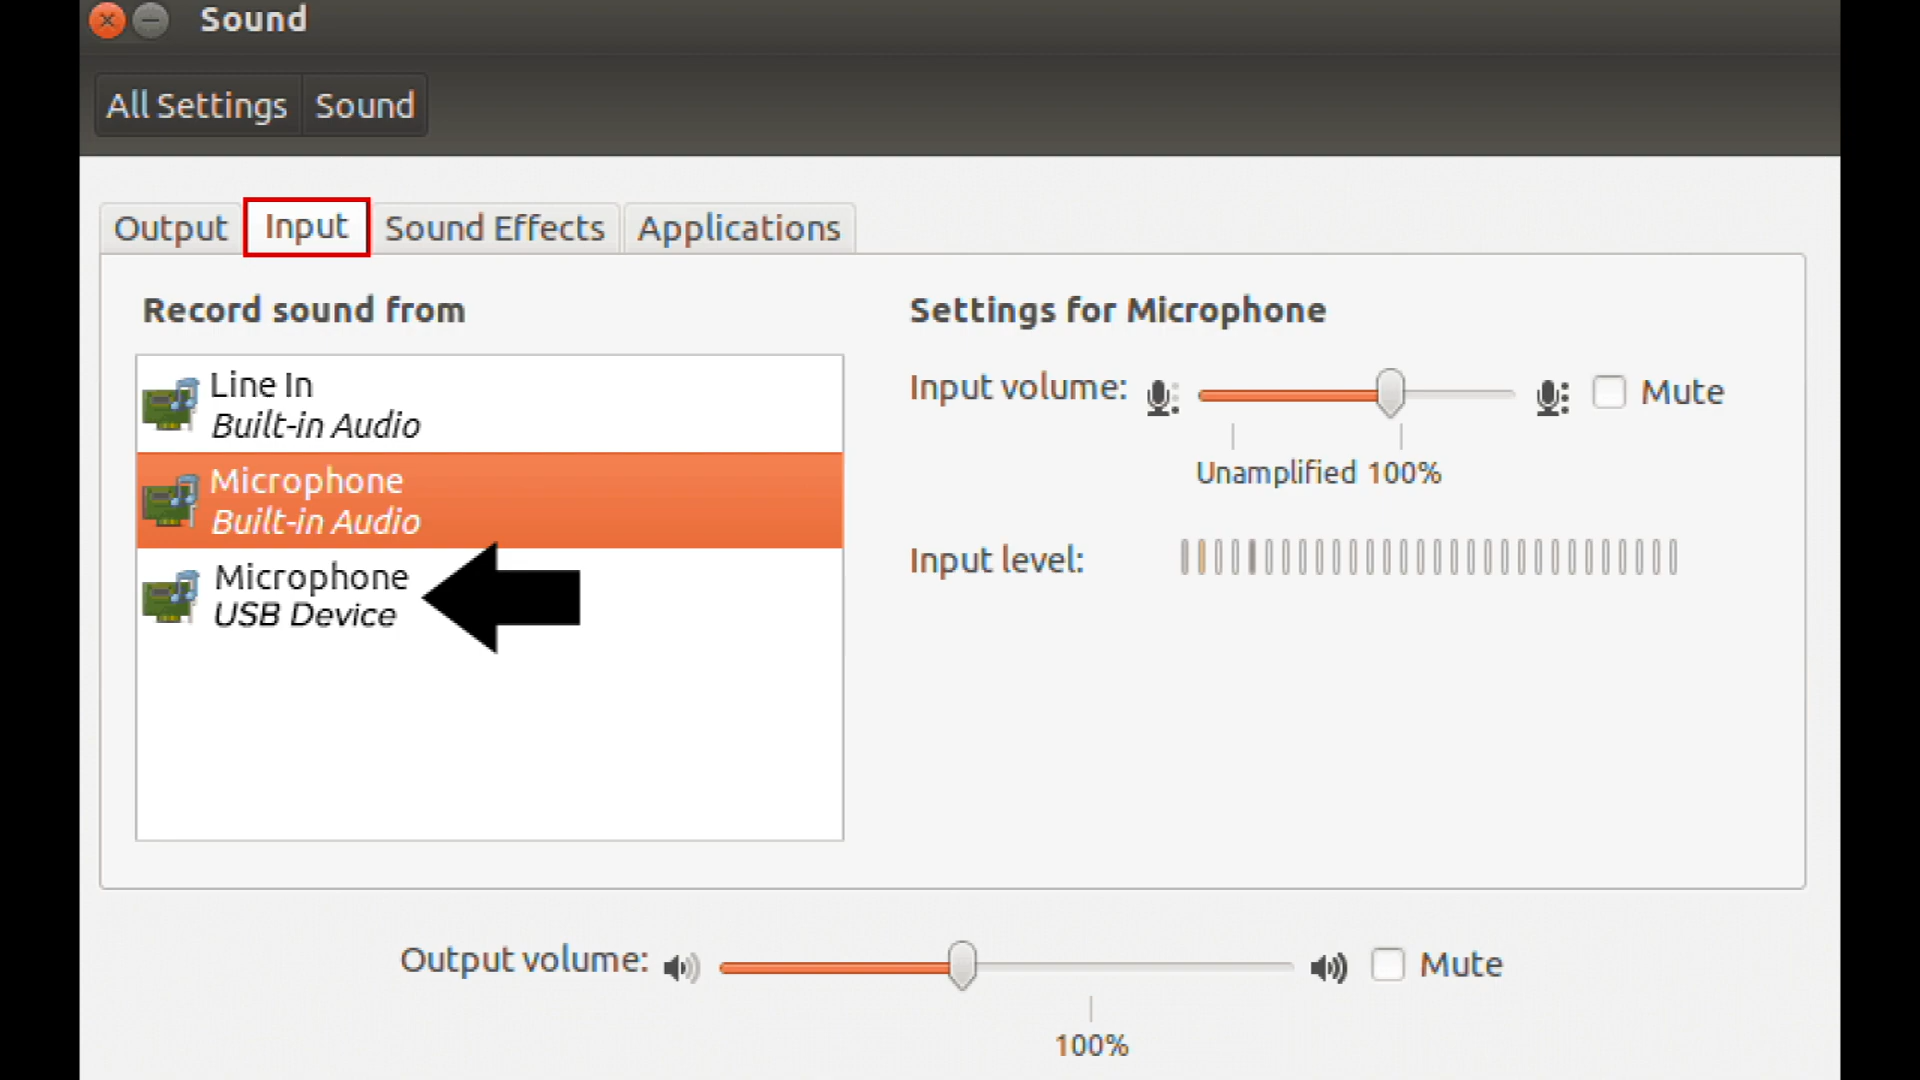 Sound
All Settings Sound
Output Input Sound Effects Applications
Record sound from
Line In
Built-in Audio
Microphone
Built-in Audio
Microphone
USB Device
Settings for Microphone
Input volume: Mute
Unamplified 100%
Input level:
Output volume: Mute
100%